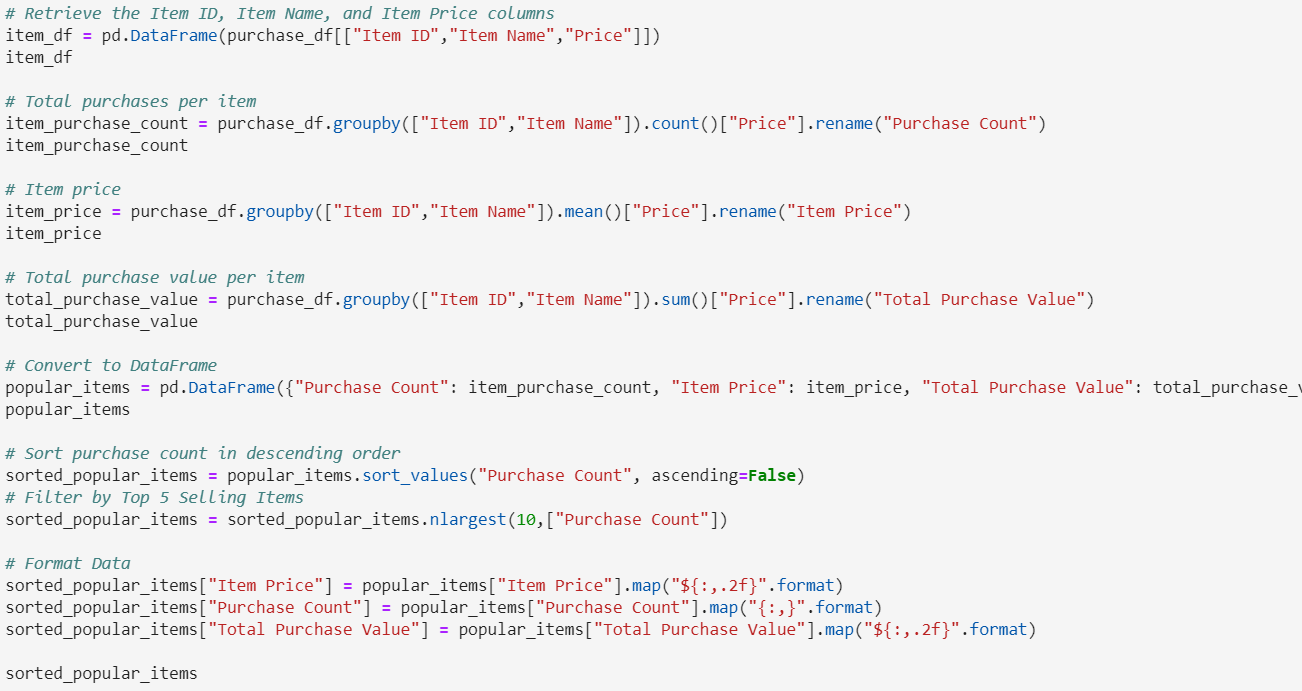 # Retrieve the Item ID, Item Name, and Item Price columns
item_df = pd.DataFrame(purchase_df[["Item ID","Item Name","Price"]])
item_df
# Total purchases per item
item_purchase_count = purchase_df.groupby(["Item ID","Item Name"]).count()["Price"].rename("Purchase Count")
item_purchase_count
# Item price
item_price = purchase_df.groupby(["Item ID","Item Name"]).mean()["Price"].rename("Item Price")
item_price
# Total purchase value per item
total_purchase_value = purchase_df.groupby(["Item ID","Item Name"]).sum()["Price"].rename("Total Purchase Value")
total_purchase_value
# Convert to DataFrame
popular_items = pd.DataFrame({"Purchase Count": item_purchase_count, "Item Price": item_price, "Total Purchase Value": total_purchase_
popular_items
# Sort purchase count in descending order
sorted_popular_items = popular_items.sort_values("Purchase Count", ascending=False)
# Filter by Top 5 Selling Items
sorted_popular_items = sorted_popular_items.nlargest(10,["Purchase Count"])
# Format Data
sorted_popular_items["Item Price"] = popular_items["Item Price"].map("${:,.2f}".format)
sorted_popular_items["Purchase Count"] = popular_items["Purchase Count"].map("{:,}".format)
sorted_popular_items["Total Purchase Value"] = popular_items["Total Purchase Value"].map("${:,.2f}".format)
sorted_popular_items